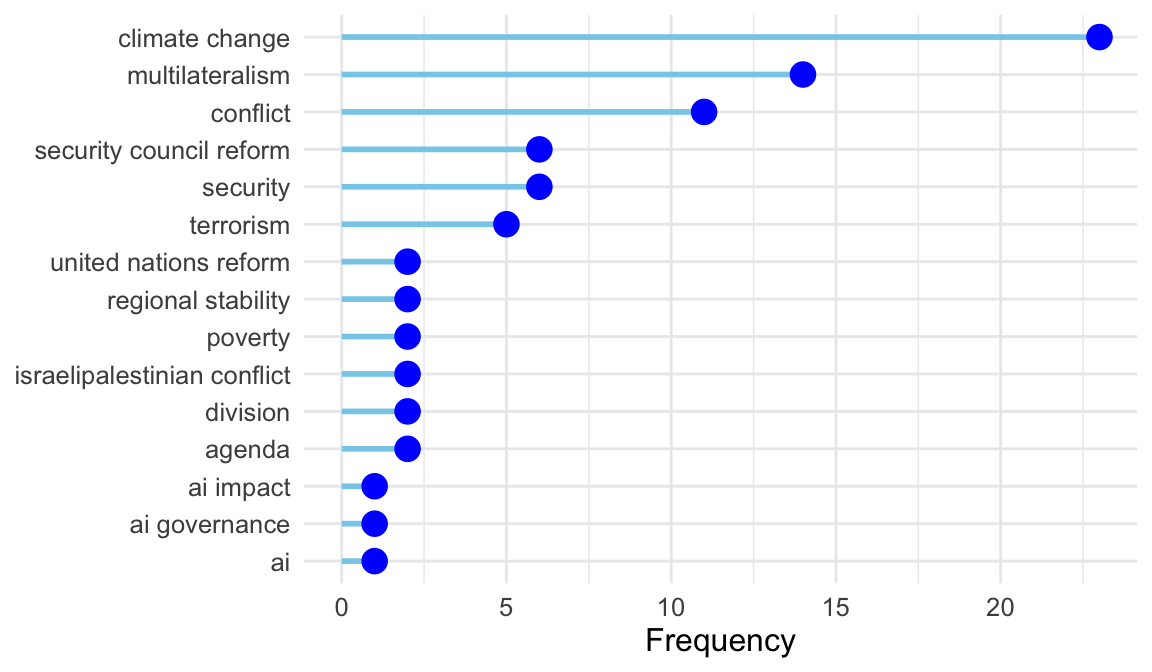 climate change
multilateralism
conflict
security council reform
security
terrorism
united nations reform
regional stability
poverty
israelipalestinian conflict
division
agenda
ai impact
ai governance
ai
0 5 10 15 20
Frequency